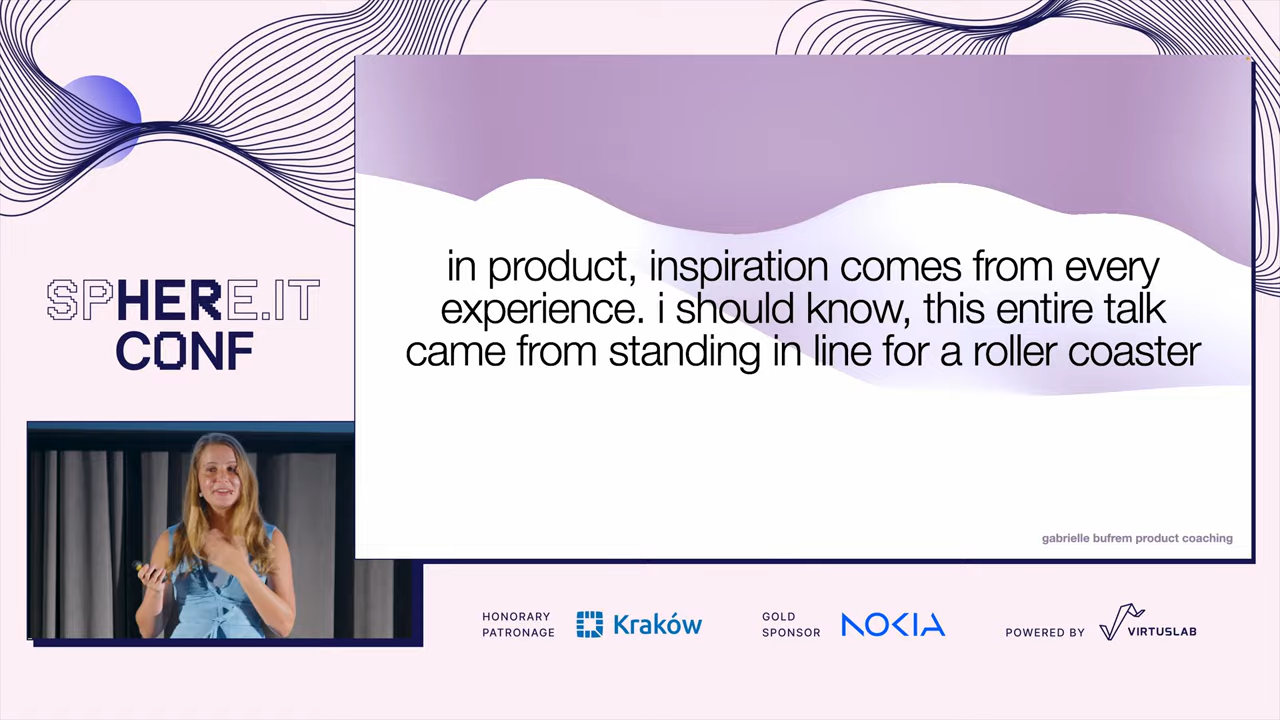 SPHERE.IT
CONF
in product, inspiration comes from every
experience. i should know, this entire talk
came from standing in line for a roller coaster
gabrielle bufrem product coaching
HONORARY
PATRONAGE
Kraków
GOLD
SPONSOR
NOKIA
POWERED BY
VIRTUSLAB